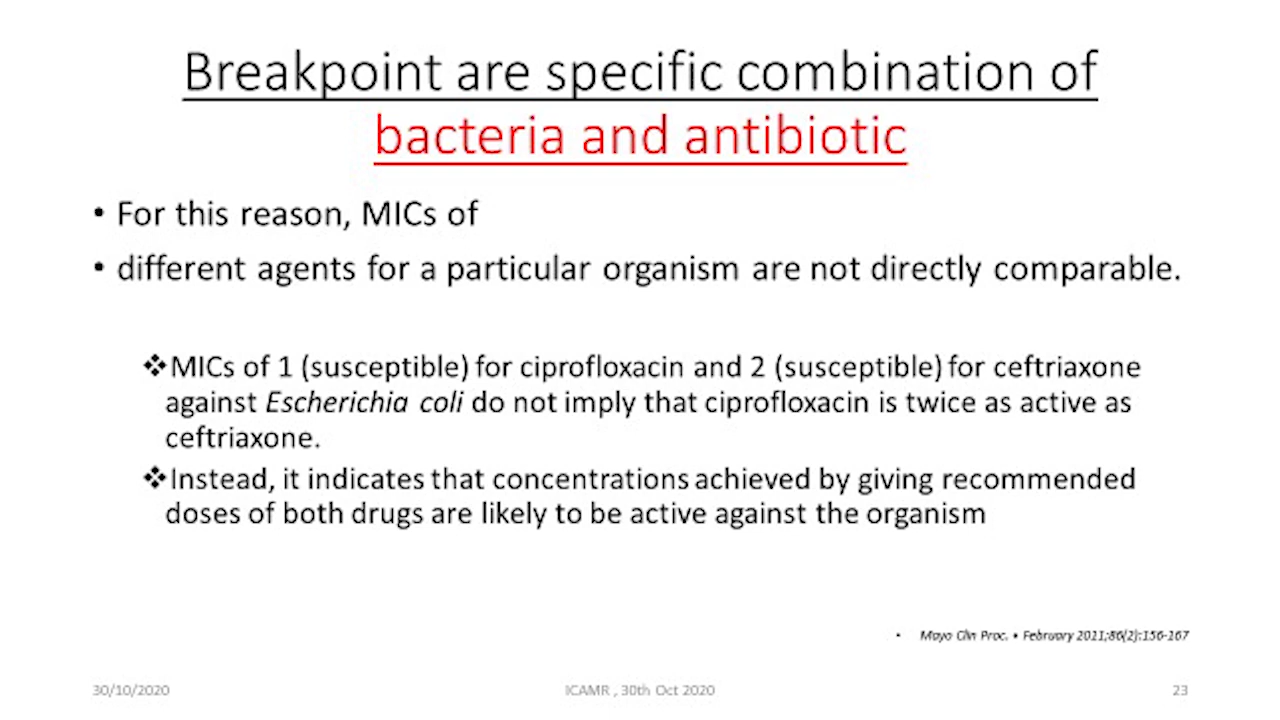 Breakpoint are specific combination of
bacteria and antibiotic
• For this reason, MICs of
• different agents for a particular organism are not directly comparable.
❖MICs of 1 (susceptible) for ciprofloxacin and 2 (susceptible) for ceftriaxone
against Escherichia coli do not imply that ciprofloxacin is twice as active as
ceftriaxone.
❖Instead, it indicates that concentrations achieved by giving recommended
doses of both drugs are likely to be active against the organism
• Mayo Clin Proc. • February 2011;86(2):156-167
30/10/2020
ICAMR , 30th Oct 2020
23